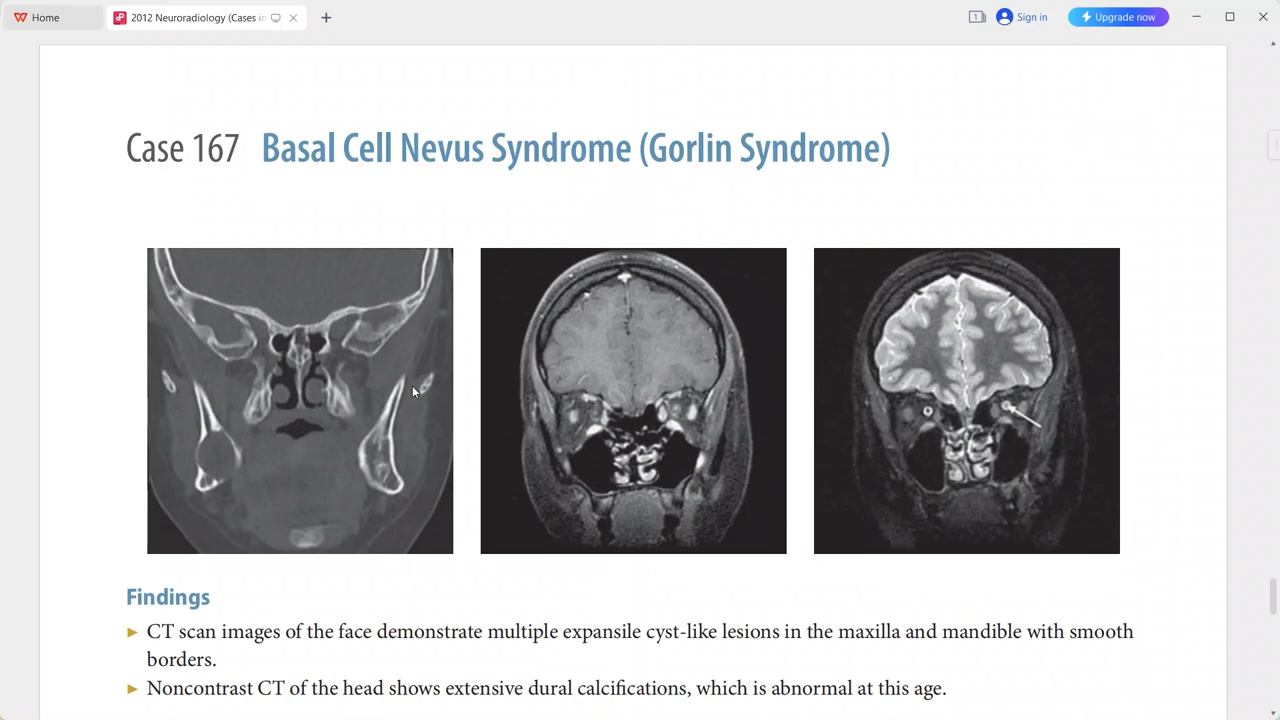 Home
2012 Neuroradiology (Cases in
Sign in
Upgrade now
Case 167 Basal Cell Nevus Syndrome (Gorlin Syndrome)
Findings
► CT scan images of the face demonstrate multiple expansile cyst-like lesions in the maxilla and mandible with smooth
borders.
► Noncontrast CT of the head shows extensive dural calcifications, which is abnormal at this age.